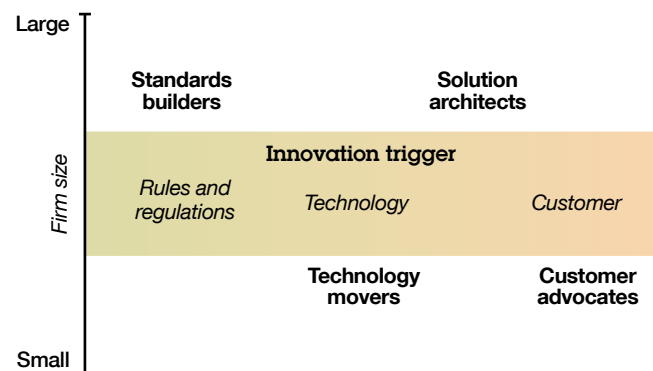 Large
Standards
builders
Solution
architects
Innovation trigger
Firm size
Rules and
regulations
Technology
Customer
Technology
movers
Customer
advocates
Small